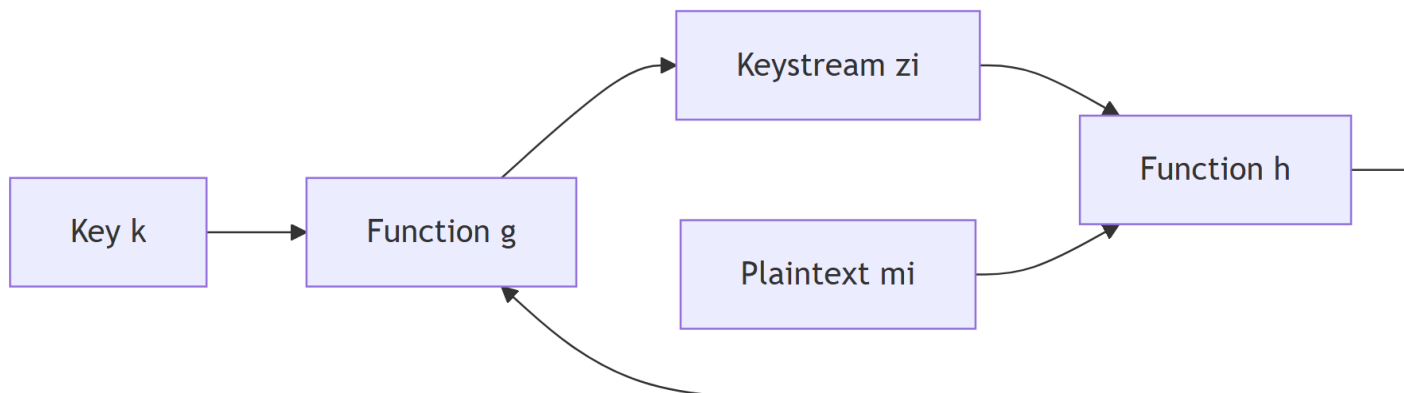 Keystream zi
Function h
Key k
Function g
Plaintext mi